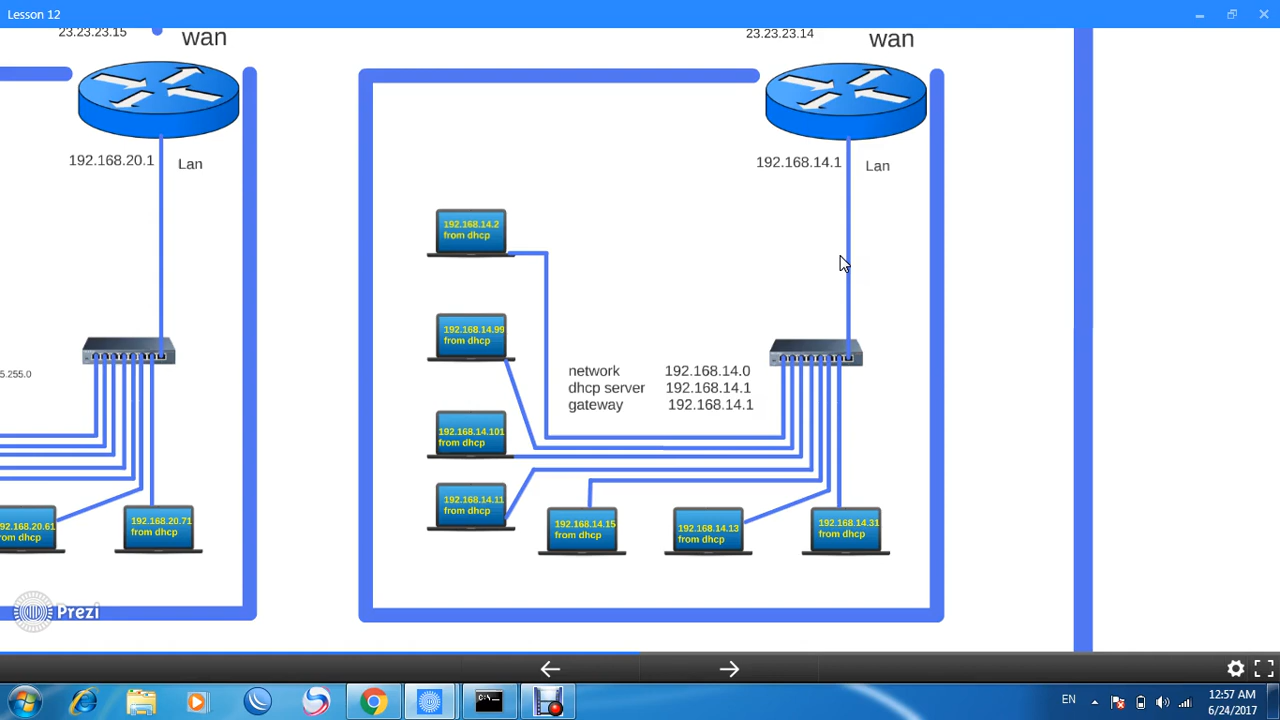 Lesson 12
23.23.23.15
wan
192.168.20.1
Lan
5.255.0
92.168.20.61
rom dhcp
192.168.20.71
from dhcp
23.23.23.14
wan
192.168.14.1
Lan
192.168.14.2
from dhcp
192.168.14.99
from dhcp
192.168.14.101
from dhcp
192.168.14.11
from dhcp
network 192.168.14.0
dhcp server 192.168.14.1
gateway 192.168.14.1
192.168.14.15
from dhcp
192.168.14.13
from dhcp
192.168.14.31
from dhcp
Prezi
EN
12:57 AM
6/24/2017